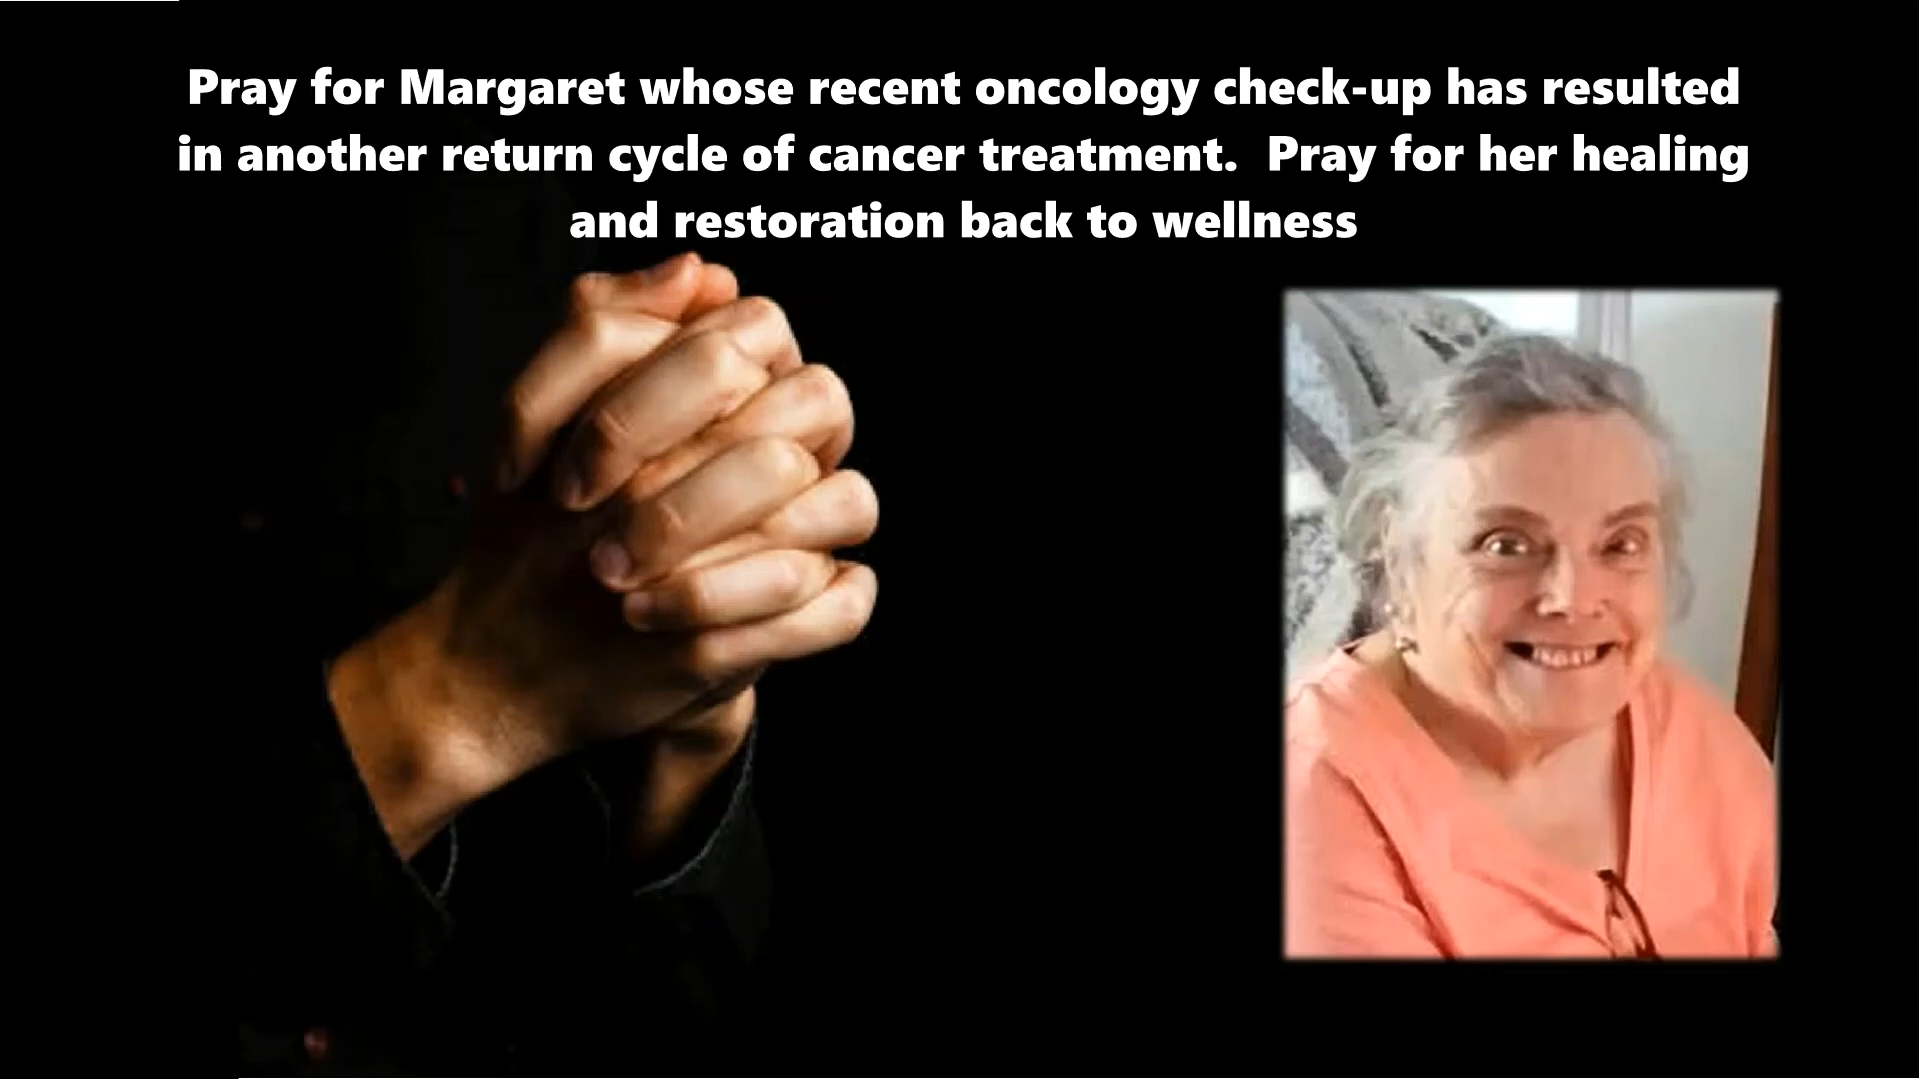 Pray for Margaret whose recent oncology check-up has resulted
in another return cycle of cancer treatment.  Pray for her healing
and restoration back to wellness